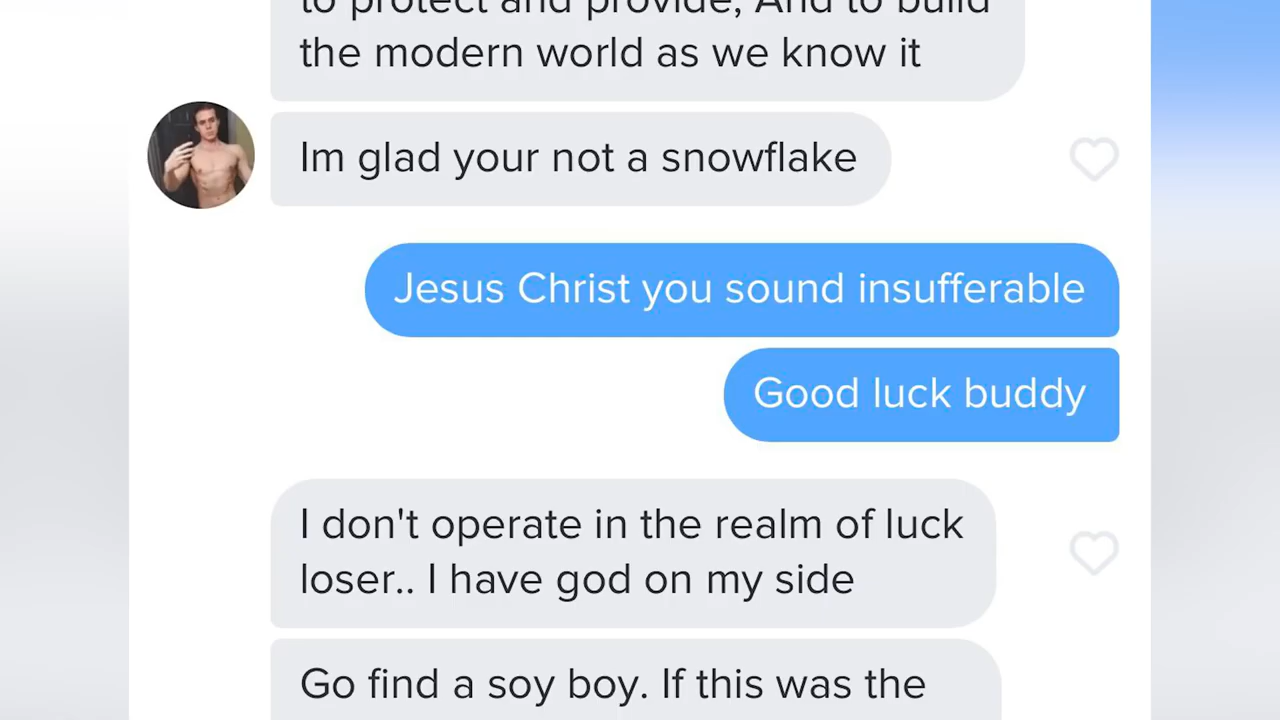 to protect and provide, And to build
the modern world as we know it
Im glad your not a snowflake
Jesus Christ you sound insufferable
Good luck buddy
I don't operate in the realm of luck
loser.. I have god on my side
Go find a soy boy. If this was the